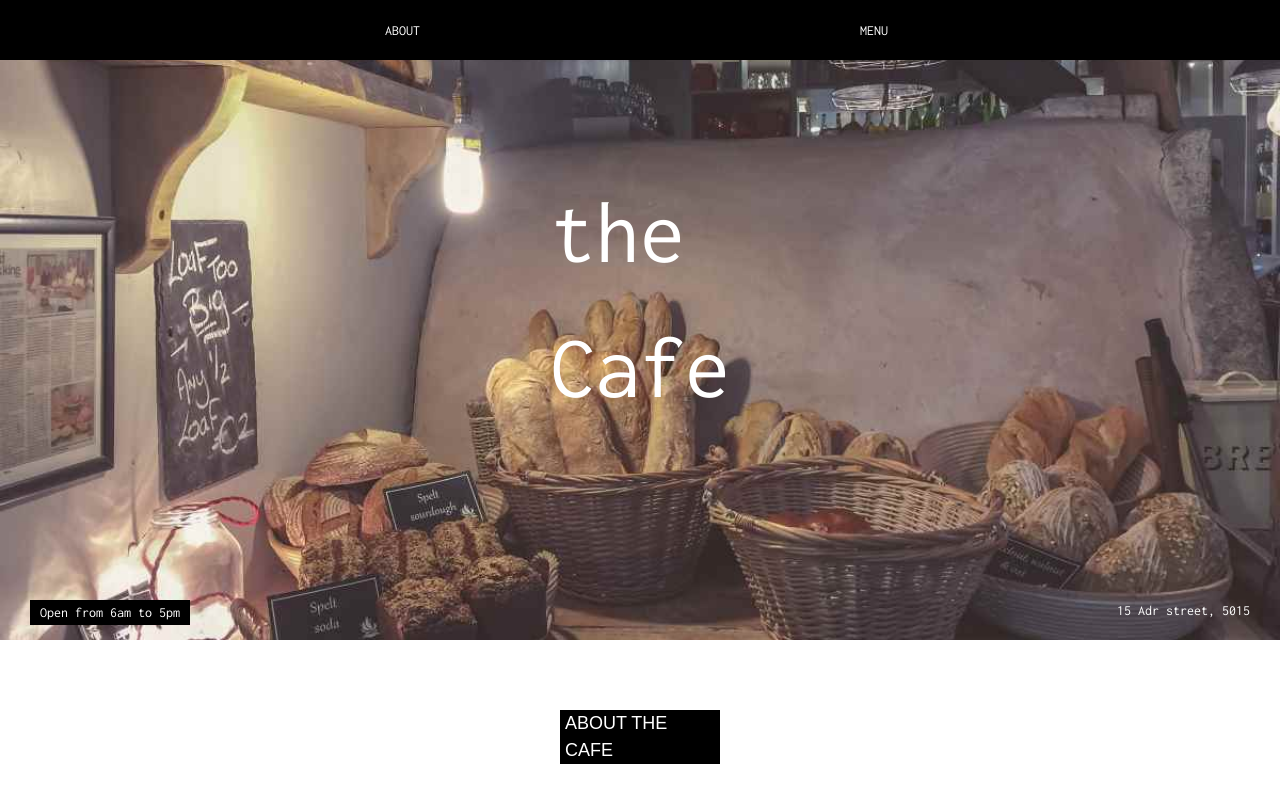 ABOUT
MENU
the
Cafe
Loaf Too
Big
Any 1/2
Loaf £2
Spelt
sourdough
Spelt
soda
BRE
Open from 6am to 5pm
15 Adr street, 5015
ABOUT THE
CAFE